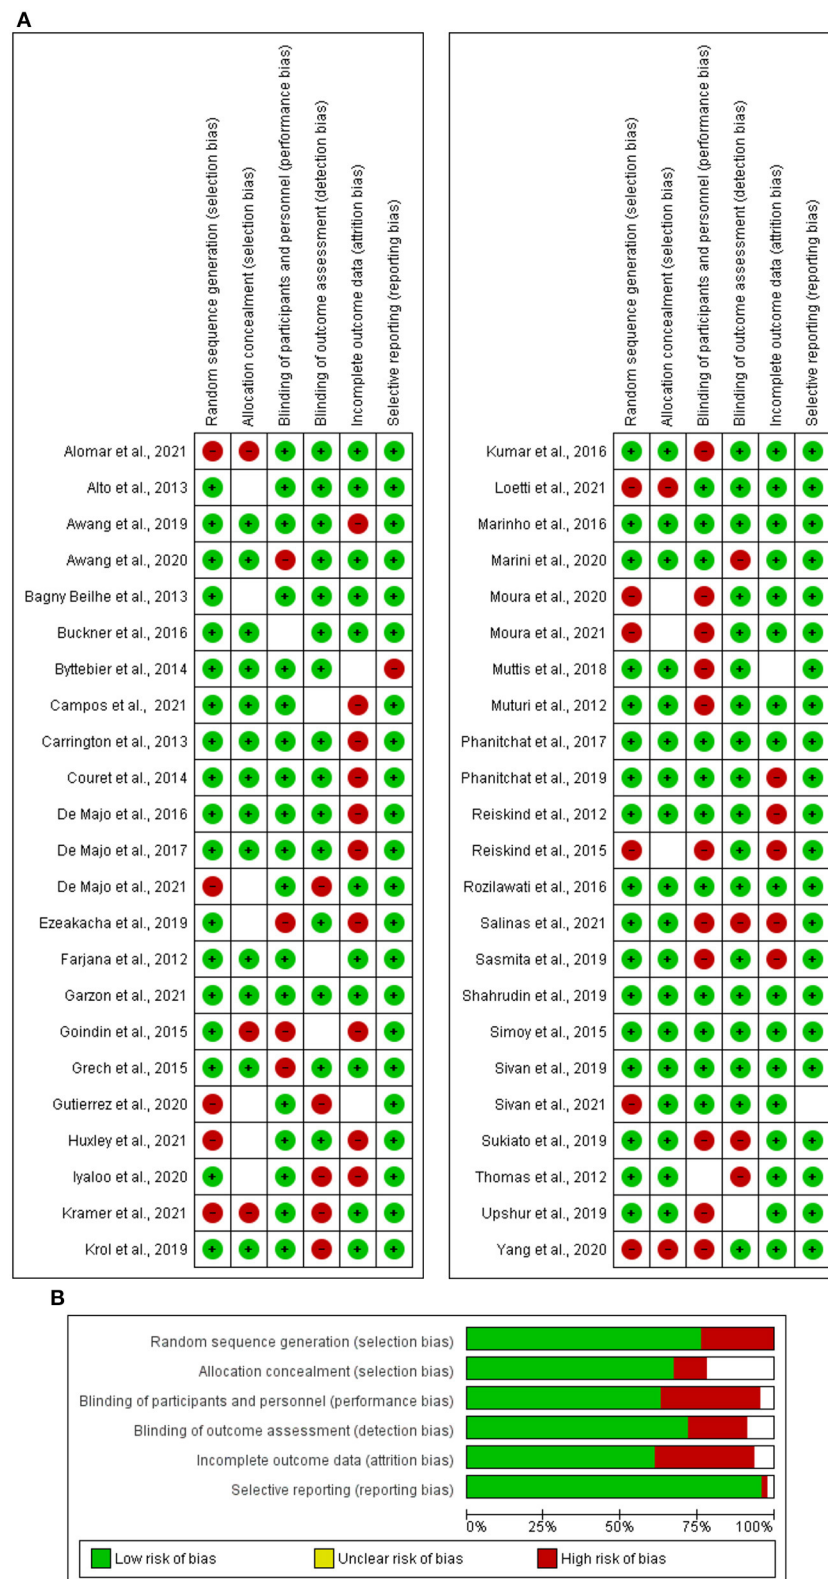 A
Random sequence generation (selection bias)
Allocation concealment (selection bias)
Blinding of participants and personnel (performance bias)
Blinding of outcome assessment (detection bias)
Incomplete outcome data (attrition bias)
Selective reporting (reporting bias)
Alomar et al., 2021
Alto et al., 2013
Awang et al., 2019
Awang et al., 2020
Bagny Beilhe et al., 2013
Buckner et al., 2016
Byttebier et al., 2014
Campos et al., 2021
Carrington et al., 2013
Couret et al., 2014
De Majo et al., 2016
De Majo et al., 2017
De Majo et al., 2021
Ezeakacha et al., 2019
Farjana et al., 2012
Garzon et al., 2021
Goindin et al., 2015
Grech et al., 2015
Gutierrez et al., 2020
Huxley et al., 2021
Iyaloo et al., 2020
Kramer et al., 2021
Krol et al., 2019
Random sequence generation (selection bias)
Allocation concealment (selection bias)
Blinding of participants and personnel (performance bias)
Blinding of outcome assessment (detection bias)
Incomplete outcome data (attrition bias)
Selective reporting (reporting bias)
Kumar et al., 2016
Loetti et al., 2021
Marinho et al., 2016
Marini et al., 2020
Moura et al., 2020
Moura et al., 2021
Muttis et al., 2018
Muturi et al., 2012
Phanitchat et al., 2017
Phanitchat et al., 2019
Reiskind et al., 2012
Reiskind et al., 2015
Rozilawati et al., 2016
Salinas et al., 2021
Sasmita et al., 2019
Shahrudin et al., 2019
Simoy et al., 2015
Sivan et al., 2019
Sivan et al., 2021
Sukiato et al., 2019
Thomas et al., 2012
Upshur et al., 2019
Yang et al., 2020
B
Random sequence generation (selection bias)
Allocation concealment (selection bias)
Blinding of participants and personnel (performance bias)
Blinding of outcome assessment (detection bias)
Incomplete outcome data (attrition bias)
Selective reporting (reporting bias)
0% 25% 50% 75% 100%
Low risk of bias Unclear risk of bias High risk of bias